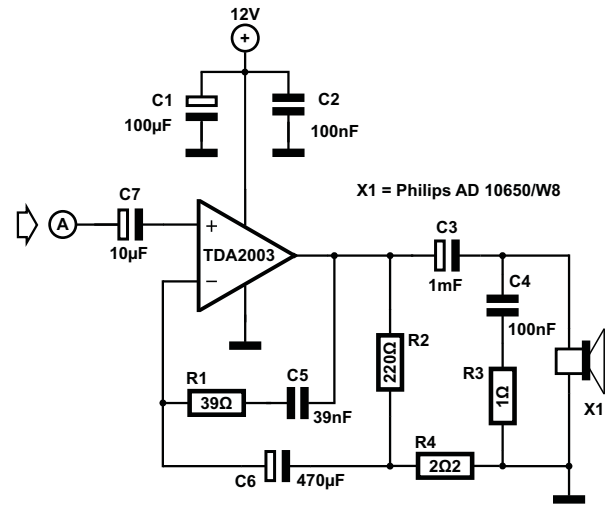 12V
+
C1
100µF
C2
100nF
X1 = Philips AD 10650/W8
C7
A
10µF
+
TDA2003
−
C3
1mF
C4
100nF
R2
220Ω
R1
39Ω
C5
39nF
R3
1Ω
X1
R4
2Ω2
C6
470µF